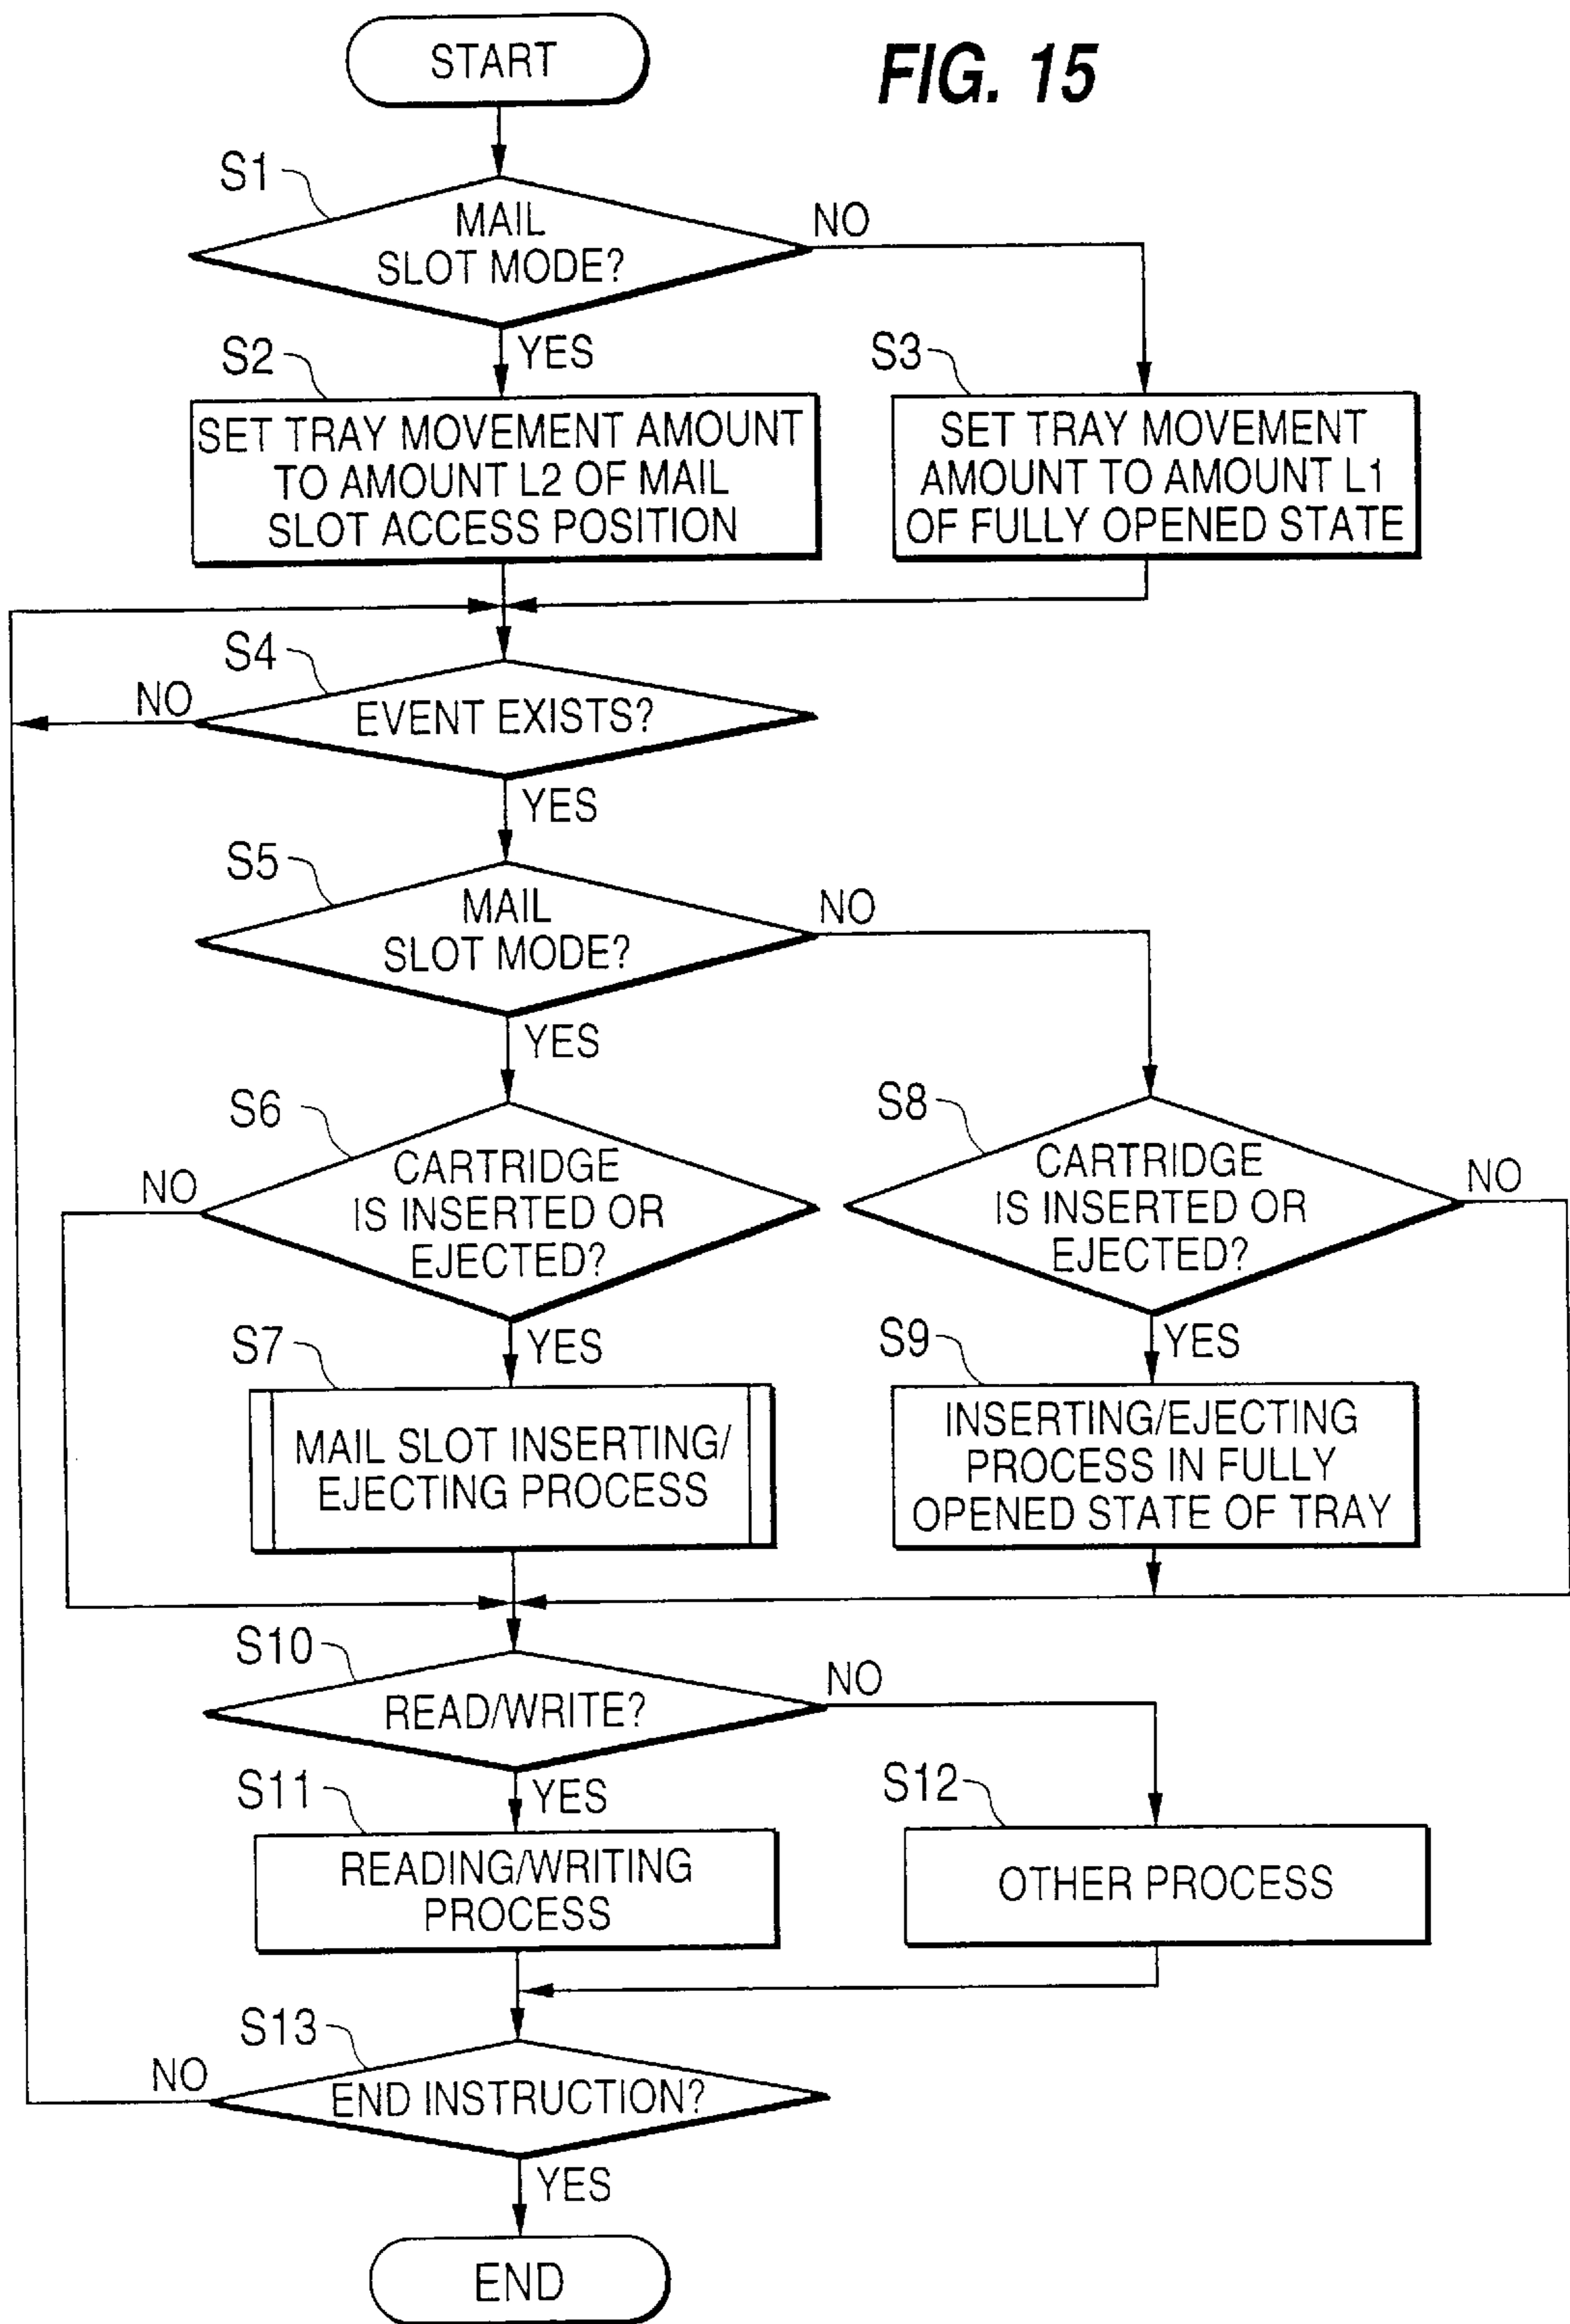 START
FIG. 15
S1
MAIL
SLOT MODE?
NO
YES
S2
SET TRAY MOVEMENT AMOUNT
TO AMOUNT L2 OF MAIL
SLOT ACCESS POSITION
S3
SET TRAY MOVEMENT
AMOUNT TO AMOUNT L1
OF FULLY OPENED STATE
S4
NO
EVENT EXISTS?
YES
S5
MAIL
SLOT MODE?
NO
YES
S6
NO
CARTRIDGE
IS INSERTED OR
EJECTED?
YES
S8
CARTRIDGE
IS INSERTED OR
EJECTED?
NO
YES
S7
MAIL SLOT INSERTING/
EJECTING PROCESS
S9
INSERTING/EJECTING
PROCESS IN FULLY
OPENED STATE OF TRAY
S10
READ/WRITE?
NO
YES
S11
READING/WRITING
PROCESS
S12
OTHER PROCESS
S13
NO
END INSTRUCTION?
YES
END